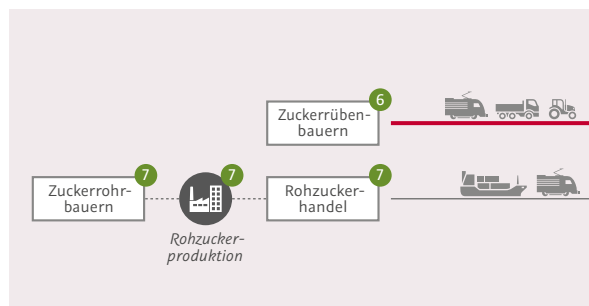 6
Zuckerrüben-
bauern
7
Zuckerrohr-
bauern
7
Rohzucker-
produktion
7
Rohzucker-
handel